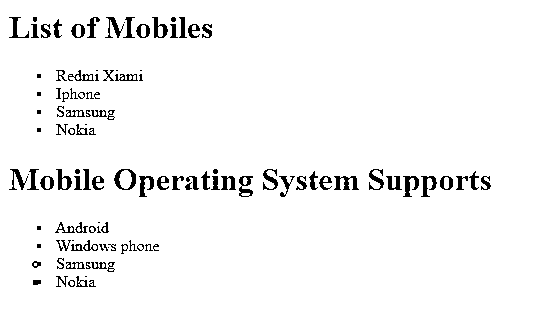 List of Mobiles
Redmi Xiami
Iphone
Samsung
Nokia
Mobile Operating System Supports
Android
Windows phone
Samsung
Nokia